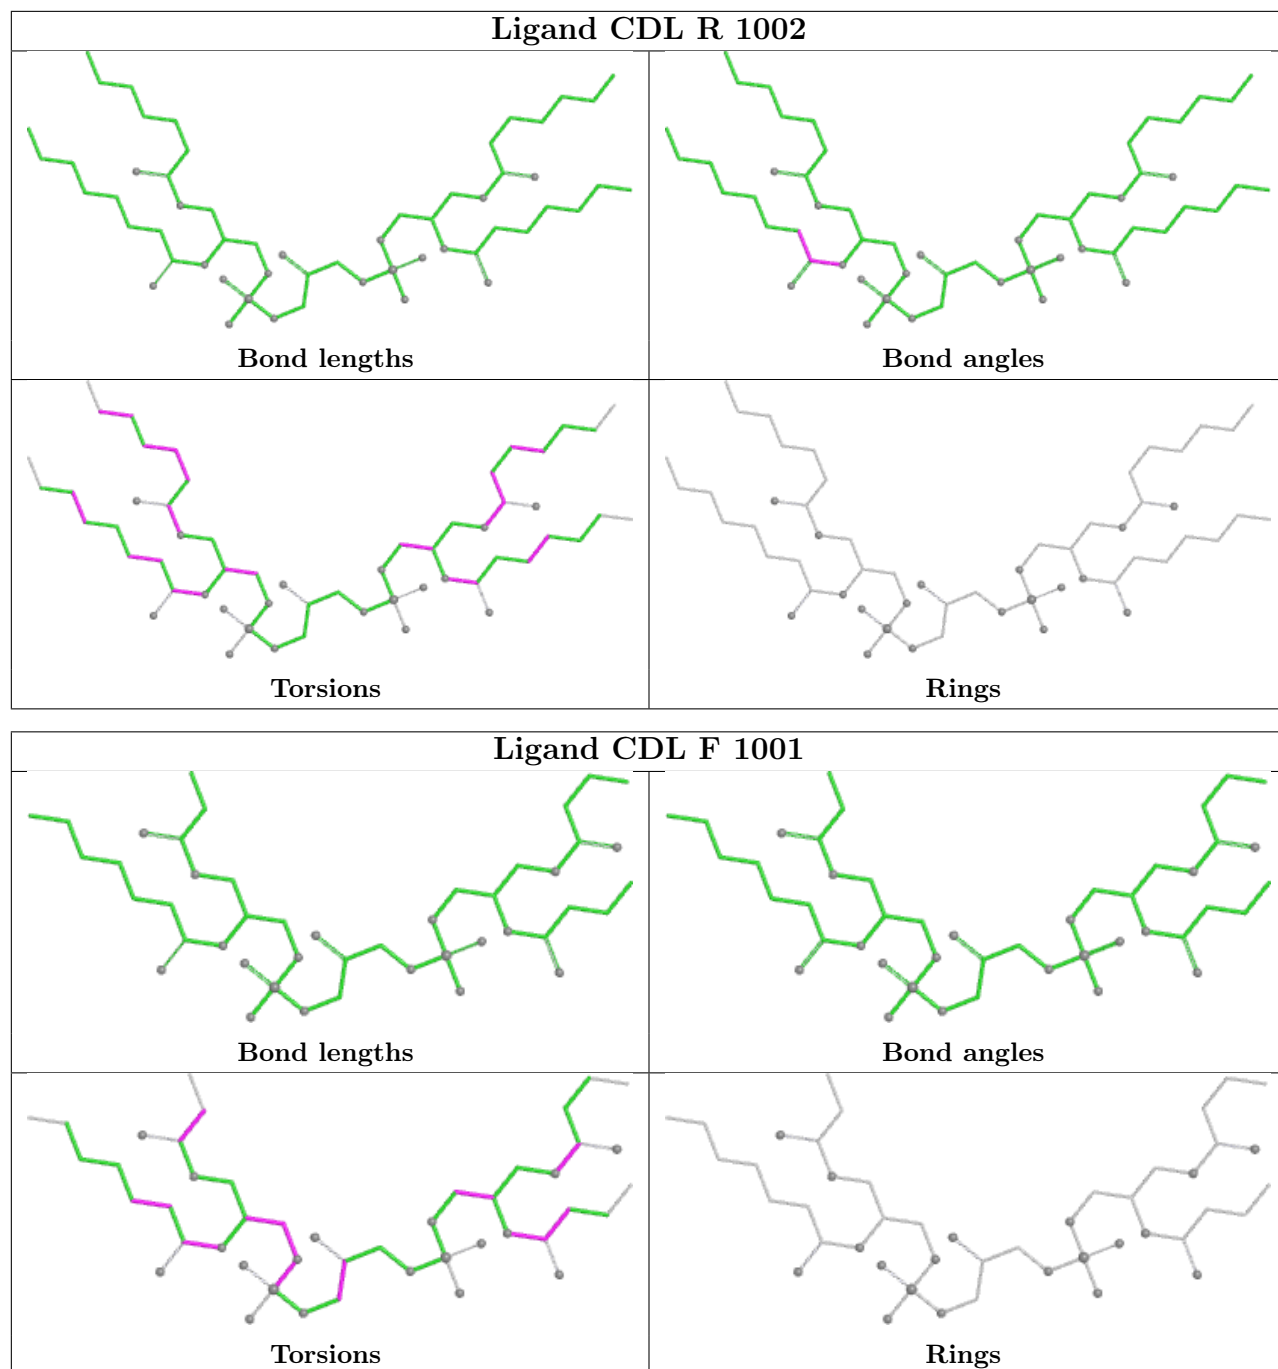 Ligand CDL R 1002
Bond lengths
Bond angles
Torsions
Rings
Ligand CDL F 1001
Bond lengths
Bond angles
Torsions
Rings